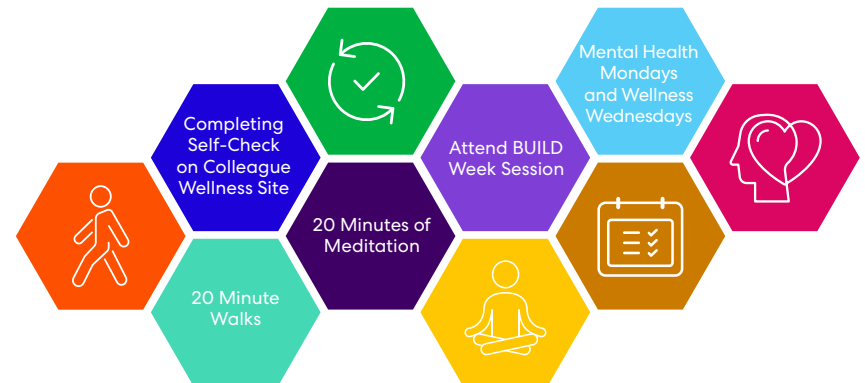 Completing
Self-Check
on Colleague
Wellness Site
20 Minute
Walks
20 Minutes of
Meditation
Attend BUILD
Week Session
Mental Health
Mondays
and Wellness
Wednesdays